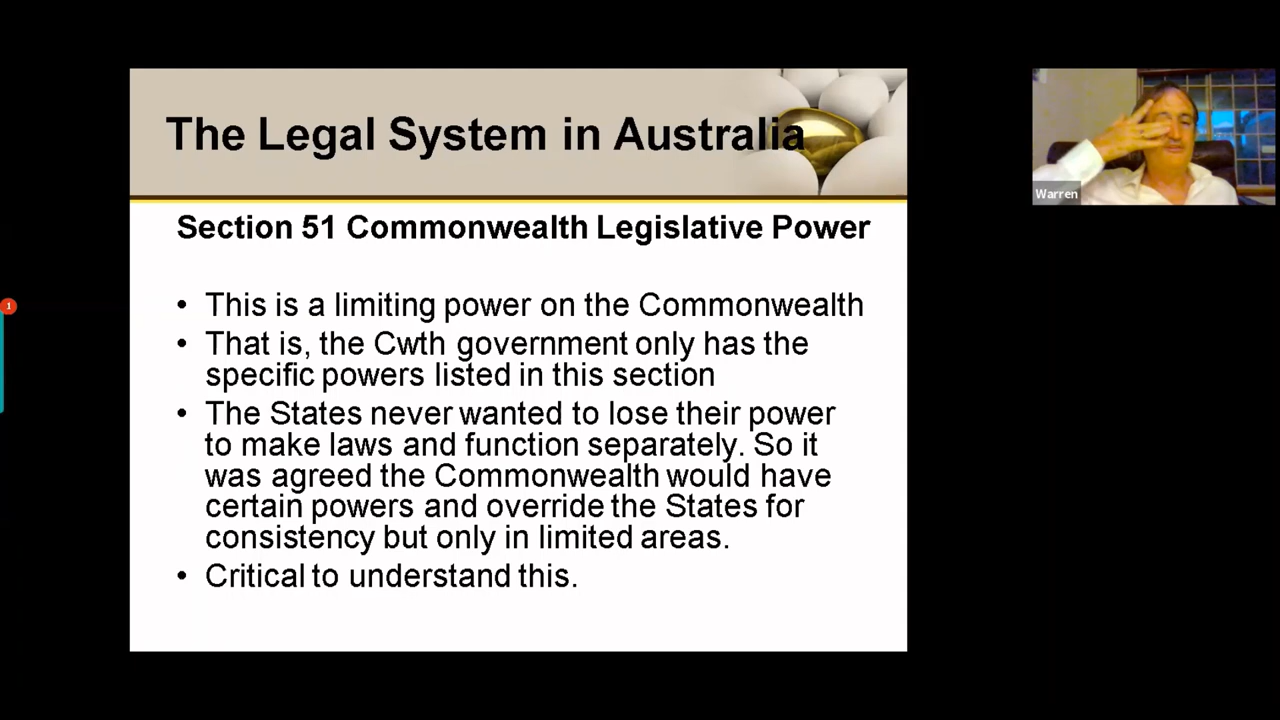 The Legal System in Australia
Section 51 Commonwealth Legislative Power
• This is a limiting power on the Commonwealth
• That is, the Cwth government only has the
specific powers listed in this section
• The States never wanted to lose their power
to make laws and function separately. So it
was agreed the Commonwealth would have
certain powers and override the States for
consistency but only in limited areas.
• Critical to understand this.
Warren
1